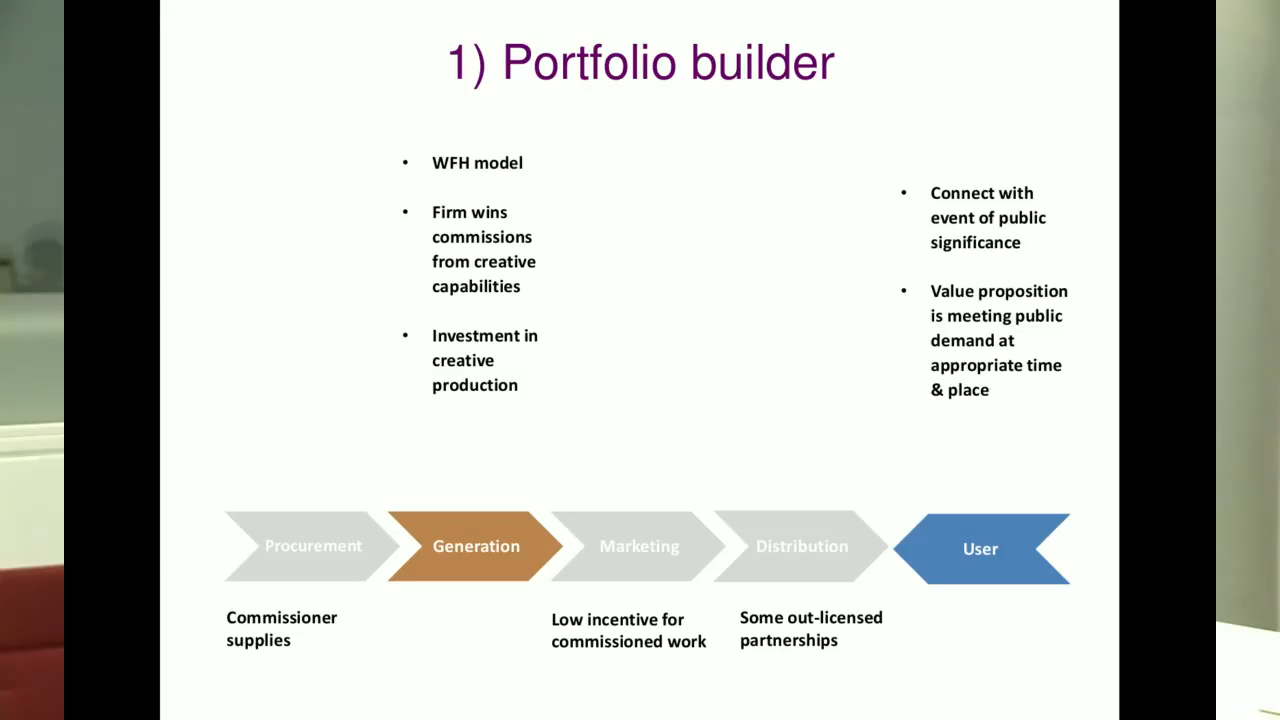 1) Portfolio builder
• WFH model
• Firm wins
commissions
from creative
capabilities
• Investment in
creative
production
• Connect with
event of public
significance
• Value proposition
is meeting public
demand at
appropriate time
& place
Procurement
Generation
Marketing
Distribution
User
Commissioner
supplies
Low incentive for
commissioned work
Some out-licensed
partnerships